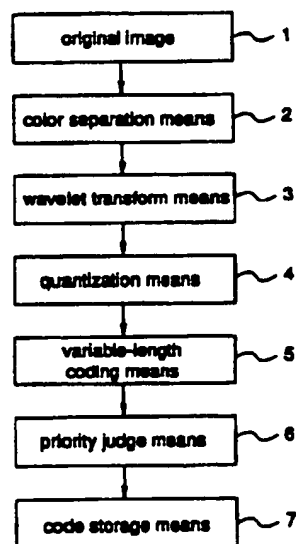 original image 1
color separation means 2
wavelet transform means 3
quantization means 4
variable-length
coding means 5
priority judge means 6
code storage means 7